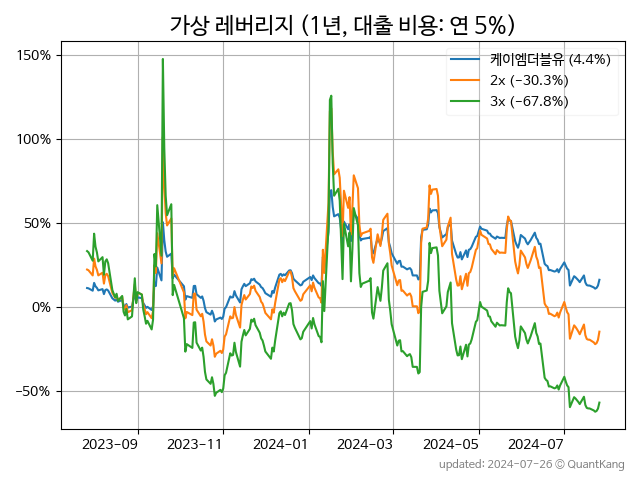 가상 레버리지 (1년, 대출 비용: 연 5%)
150%
100%
50%
0%
−50%
케이엠더블유 (4.4%)
2x (−30.3%)
3x (−67.8%)
2023−09
2023−11
2024−01
2024−03
2024−05
2024−07
updated: 2024-07-26 © QuantKang